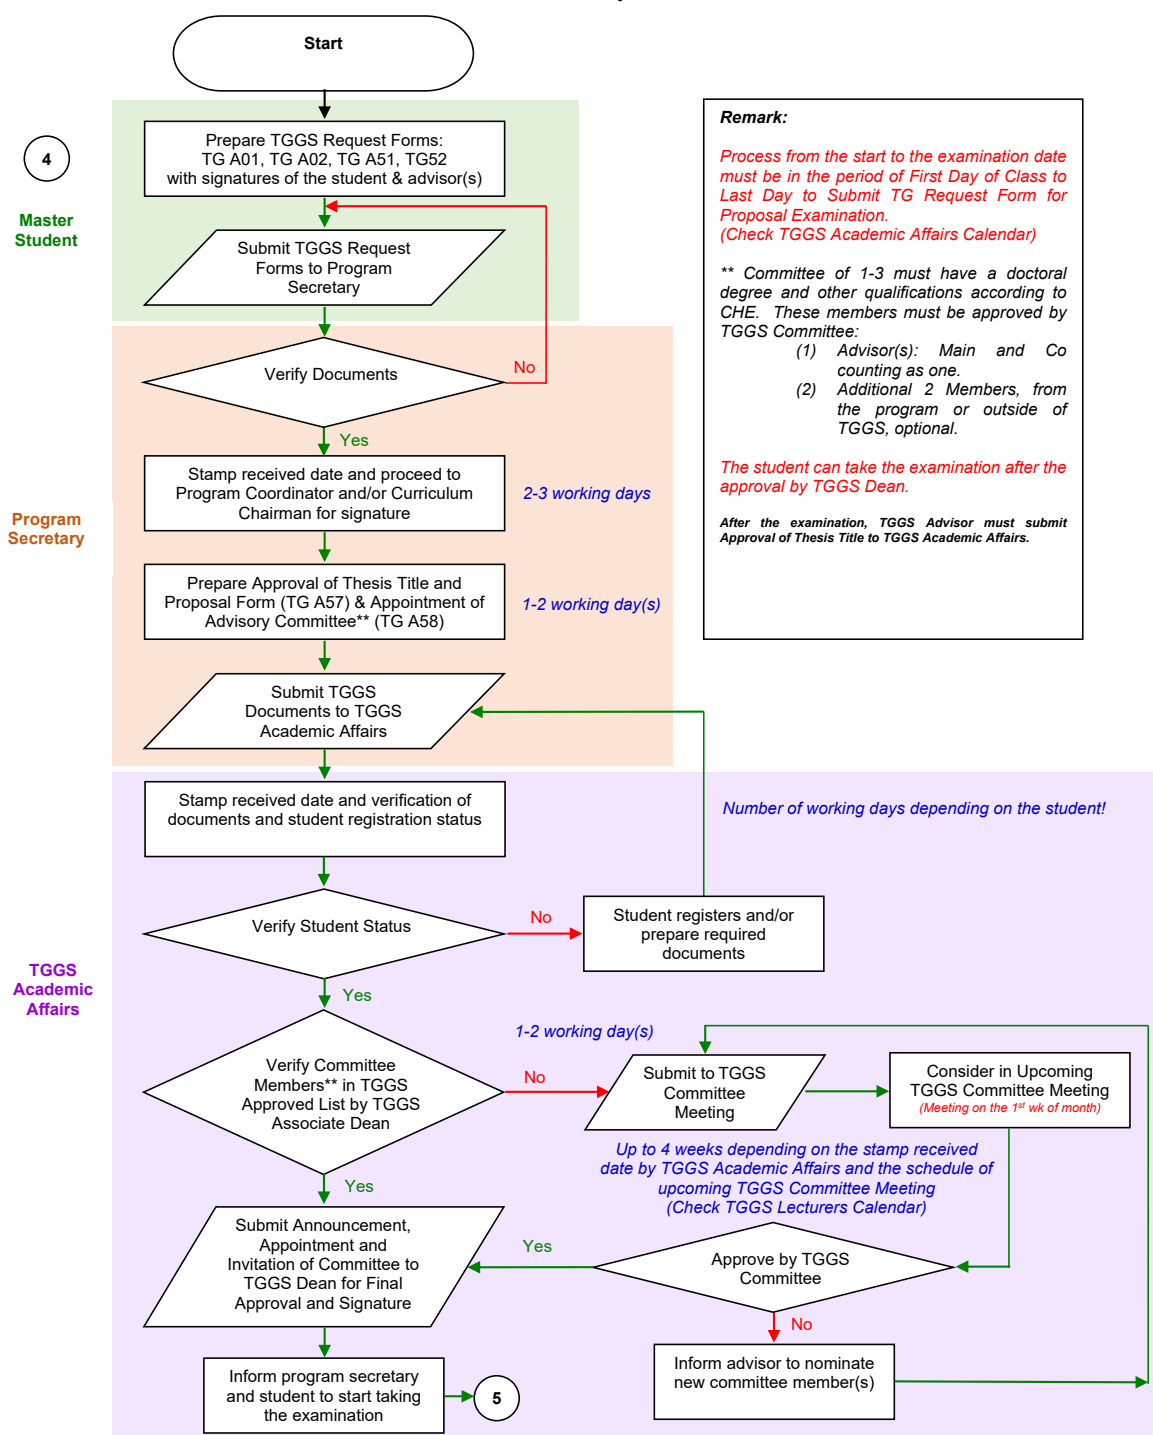 Start
4
Master
Student
Prepare TGGS Request Forms:
TG A01, TG A02, TG A51, TG52
with signatures of the student & advisor(s)
Submit TGGS Request
Forms to Program
Secretary
Remark:
Process from the start to the examination date
must be in the period of First Day of Class to
Last Day to Submit TG Request Form for
Proposal Examination.
(Check TGGS Academic Affairs Calendar)
** Committee of 1-3 must have a doctoral
degree and other qualifications according to
CHE. These members must be approved by
TGGS Committee:
(1) Advisor(s): Main and Co
counting as one.
(2) Additional 2 Members, from
the program or outside of
TGGS, optional.
The student can take the examination after the
approval by TGGS Dean.
After the examination, TGGS Advisor must submit
Approval of Thesis Title to TGGS Academic Affairs.
Program
Secretary
Verify Documents
No
Yes
Stamp received date and proceed to
Program Coordinator and/or Curriculum
Chairman for signature
2-3 working days
Prepare Approval of Thesis Title and
Proposal Form (TG A57) & Appointment of
Advisory Committee** (TG A58)
1-2 working day(s)
Submit TGGS
Documents to TGGS
Academic Affairs
TGGS
Academic
Affairs
Stamp received date and verification of
documents and student registration status
Number of working days depending on the student!
Verify Student Status
No
Student registers and/or
prepare required
documents
Yes
1-2 working day(s)
Verify Committee
Members** in TGGS
Approved List by TGGS
Associate Dean
No
Submit to TGGS
Committee
Meeting
Consider in Upcoming
TGGS Committee Meeting
(Meeting on the 1st wk of month)
Up to 4 weeks depending on the stamp received
date by TGGS Academic Affairs and the schedule of
upcoming TGGS Committee Meeting
(Check TGGS Lecturers Calendar)
Yes
Submit Announcement,
Appointment and
Invitation of Committee to
TGGS Dean for Final
Approval and Signature
Yes
Approve by TGGS
Committee
No
Inform advisor to nominate
new committee member(s)
Inform program secretary
and student to start taking
the examination
5